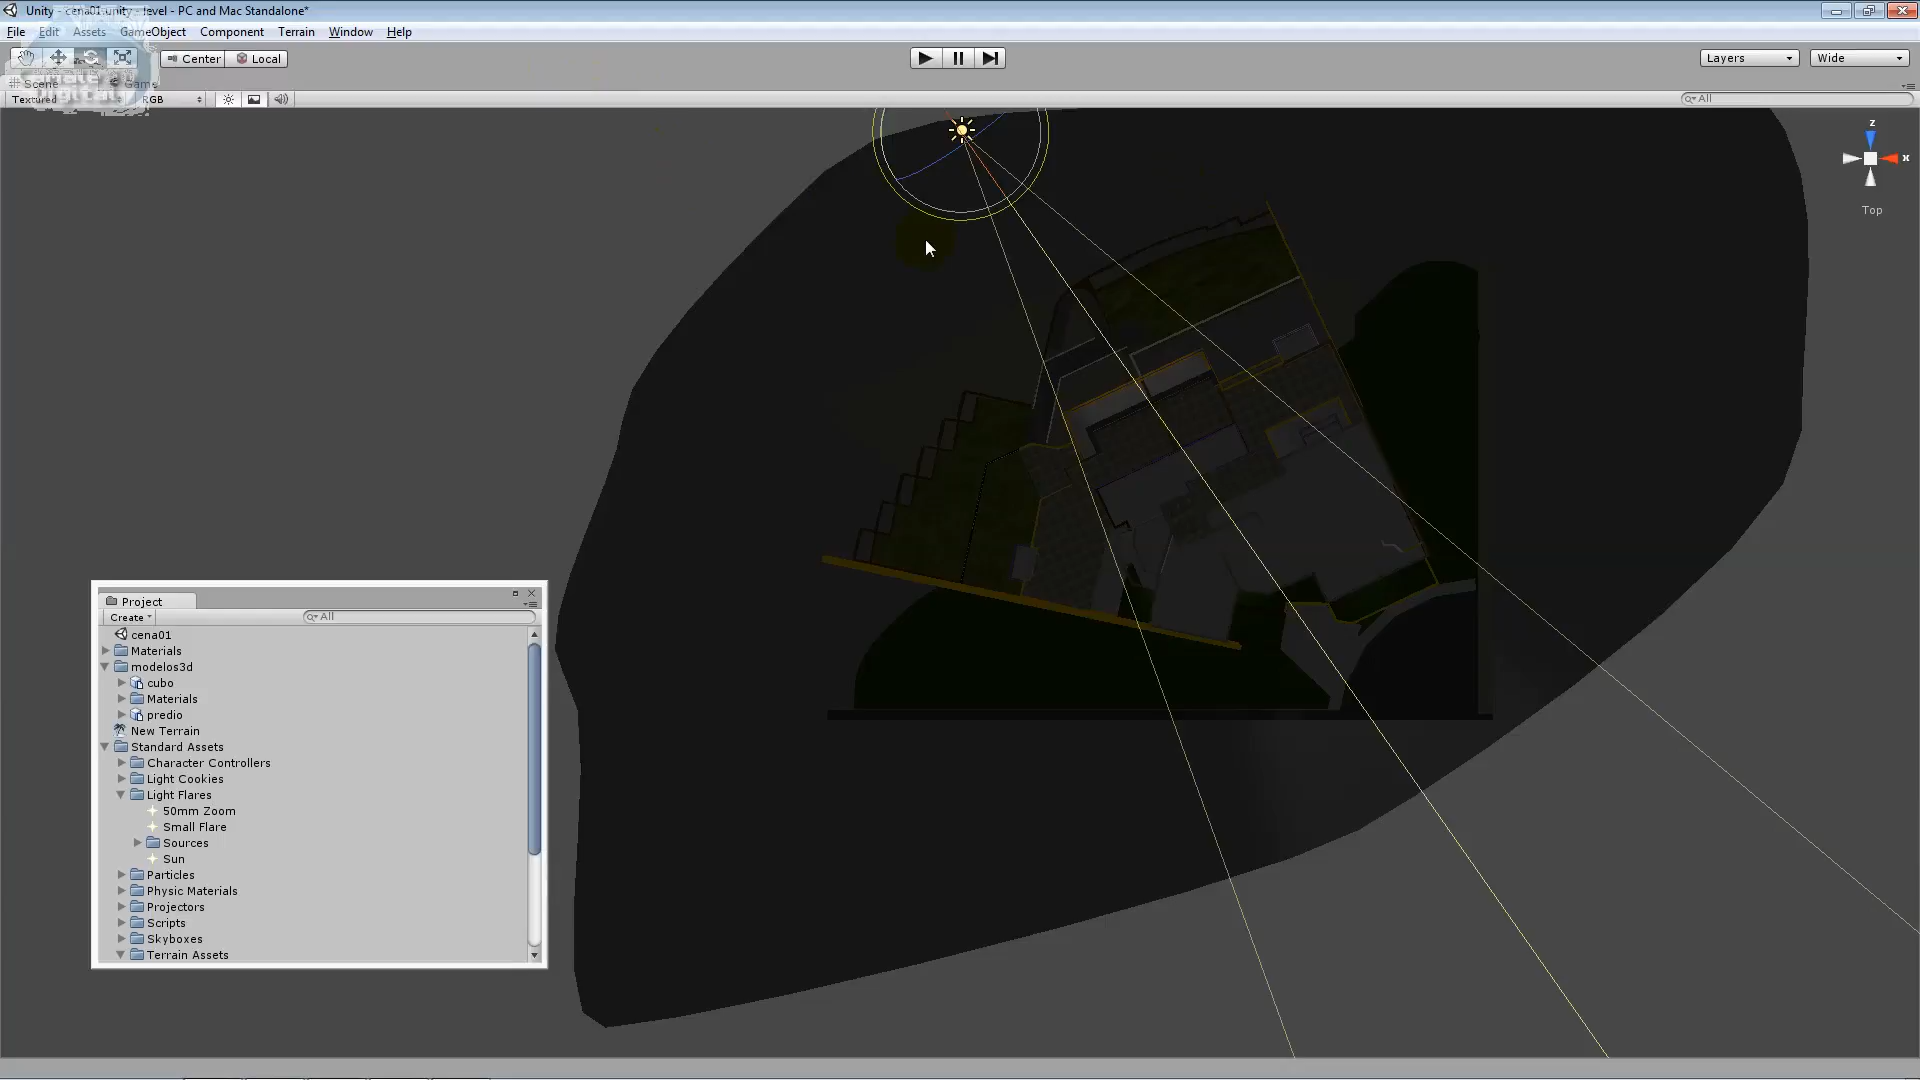 Unity - cena01.unity - level - PC and Mac Standalone*
File Edit Assets GameObject Component Terrain Window Help
Center Local Layers Wide
Scene Game
Textured RGB All
z
x
Top
Project
Create All
cena01
Materials
modelos3d
cubo
Materials
predio
New Terrain
Standard Assets
Character Controllers
Light Cookies
Light Flares
50mm Zoom
Small Flare
Sources
Sun
Particles
Physic Materials
Projectors
Scripts
Skyboxes
Terrain Assets